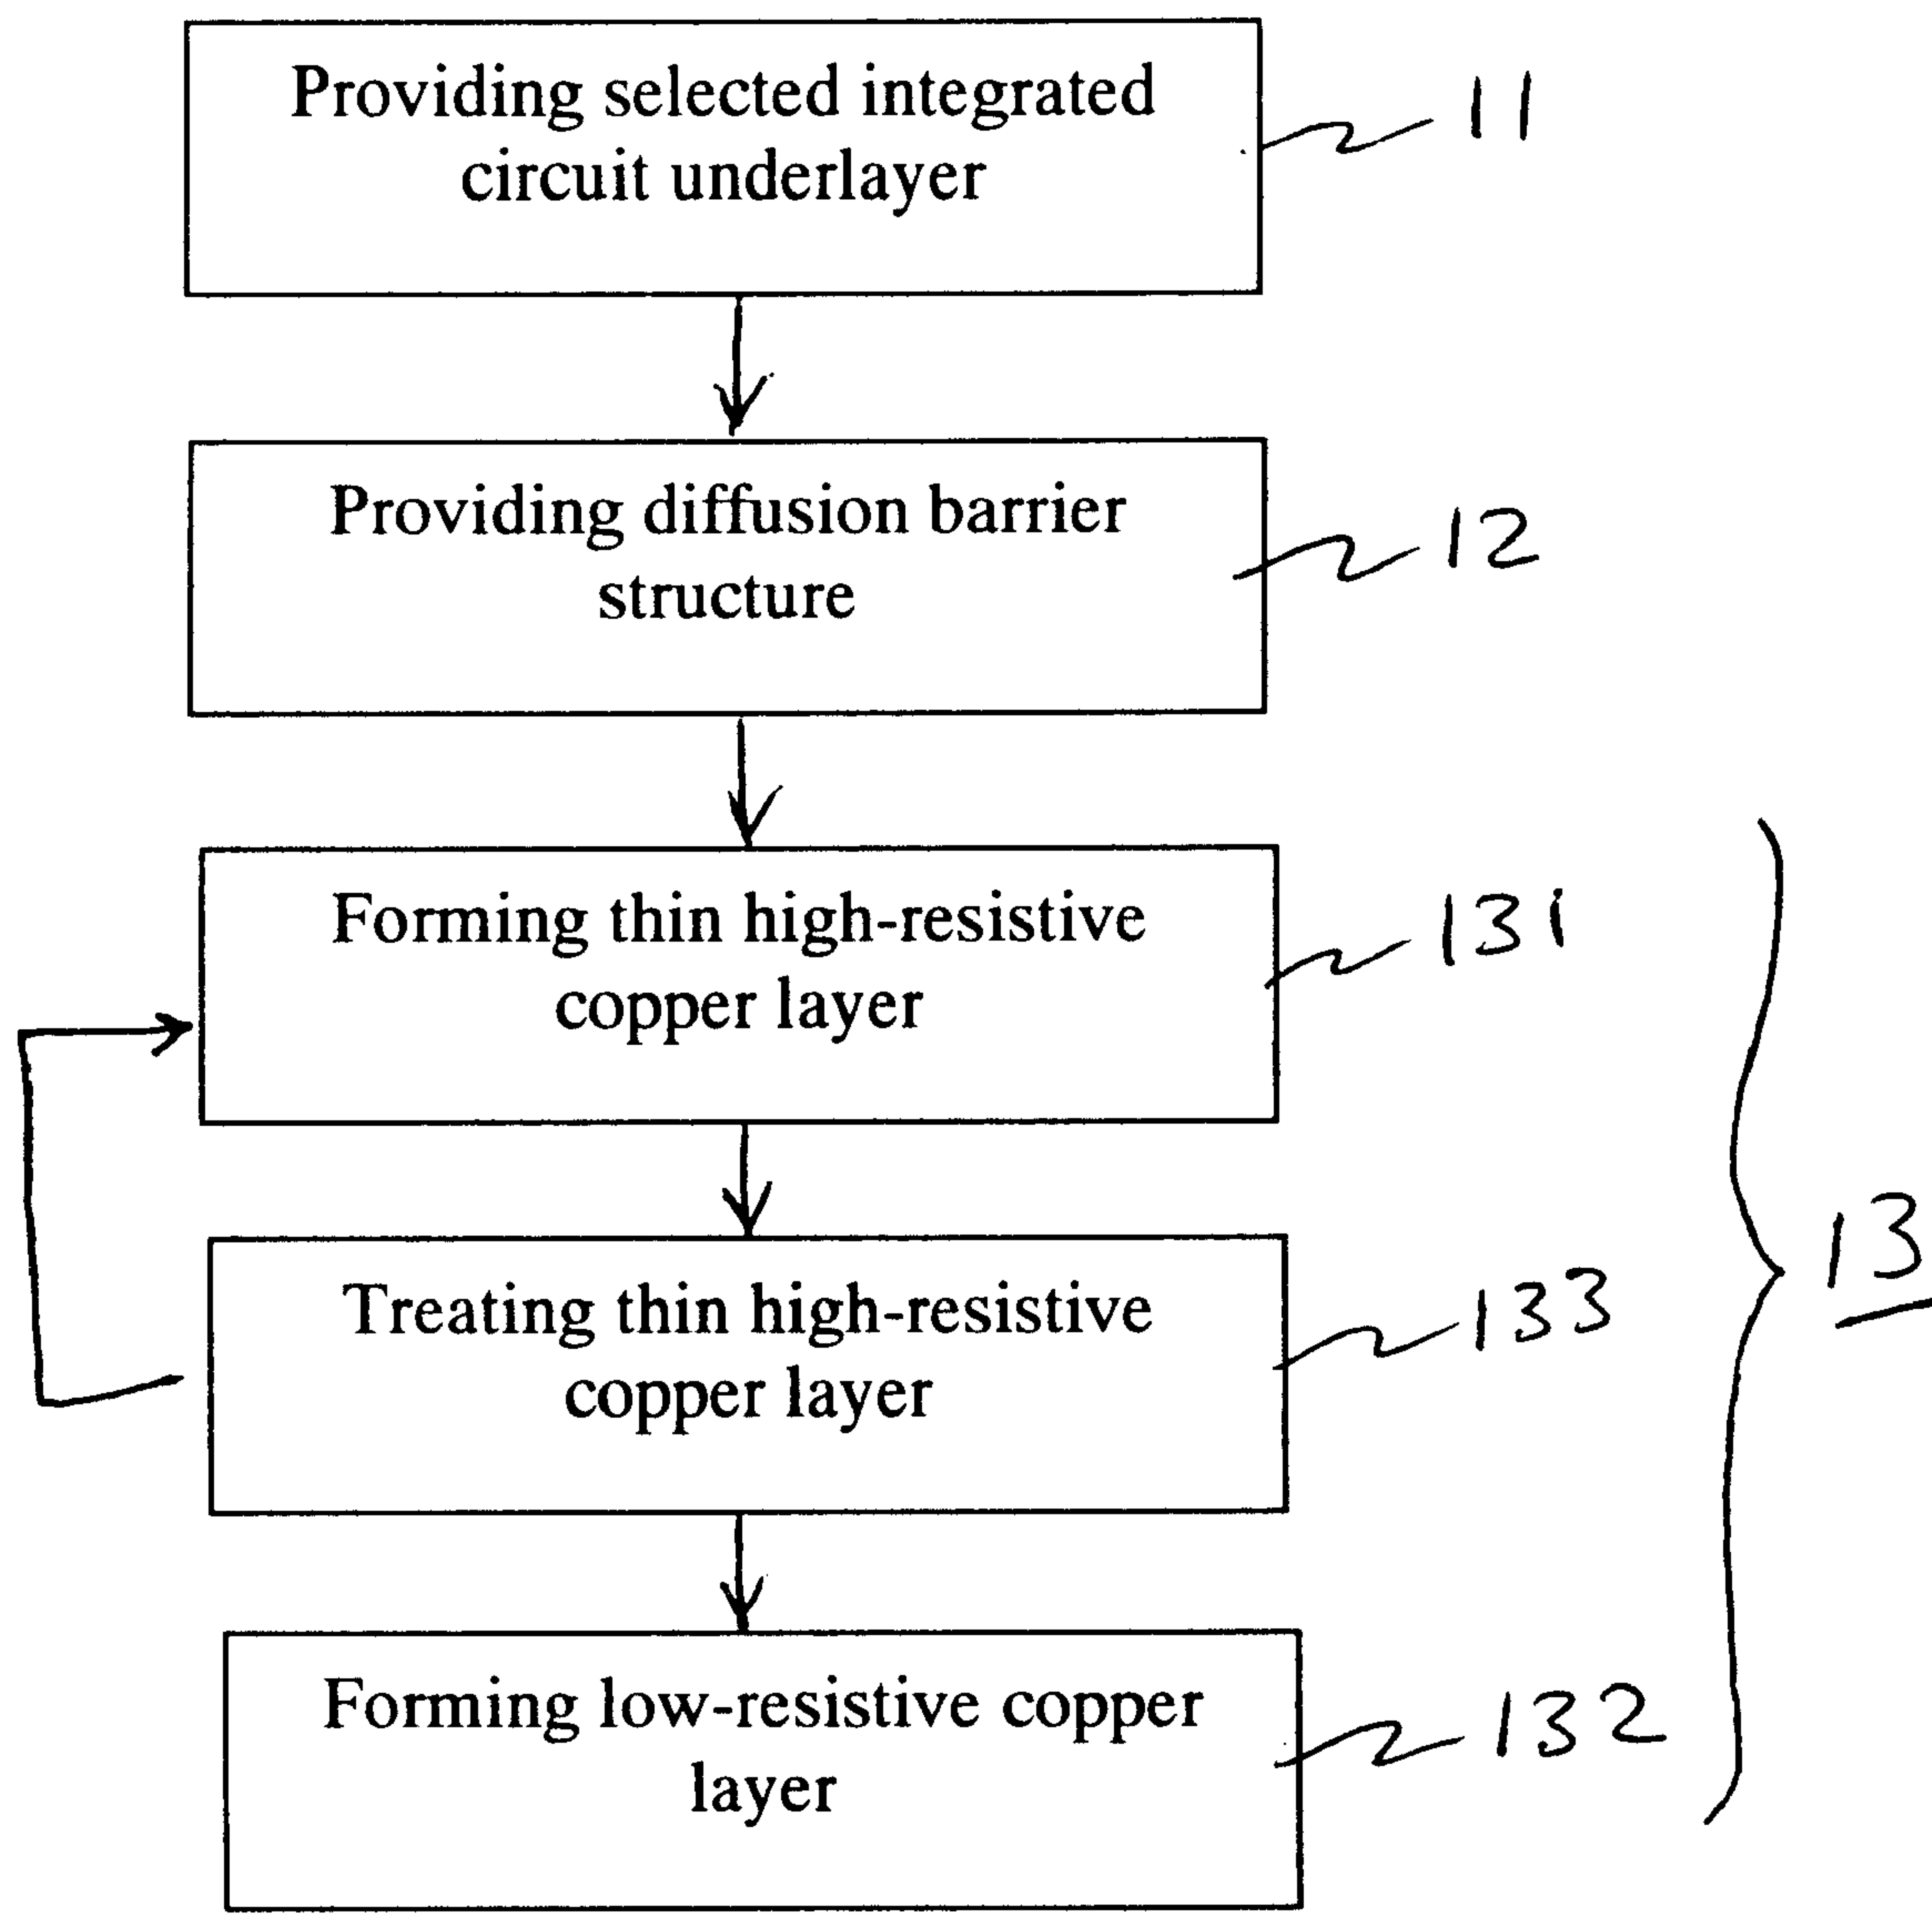 Providing selected integrated
circuit underlayer
11
Providing diffusion barrier
structure
12
Forming thin high-resistive
copper layer
131
13
Treating thin high-resistive
copper layer
133
Forming low-resistive copper
layer
132